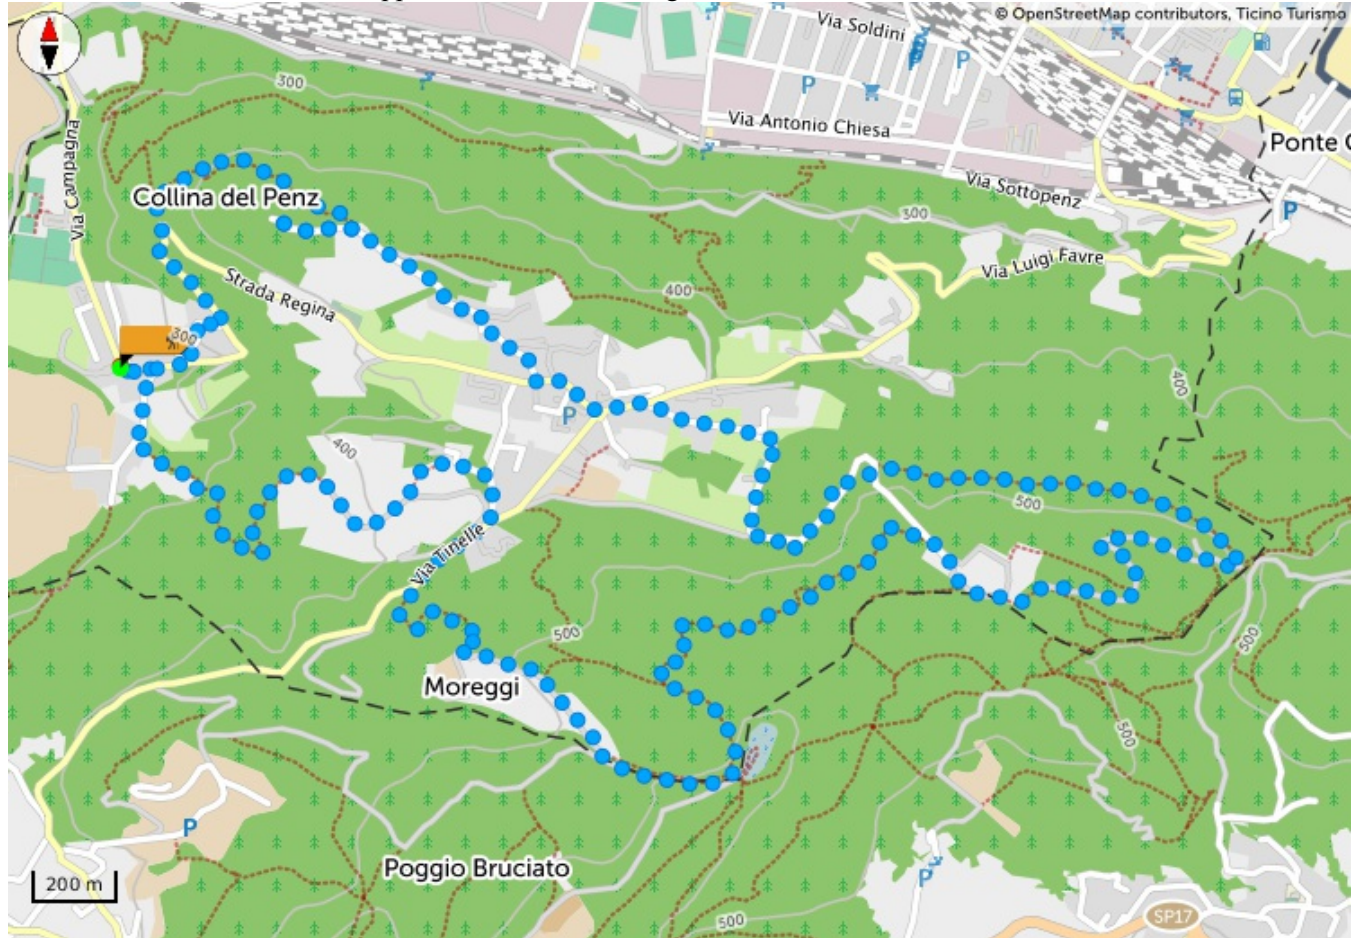 © OpenStreetMap contributors, Ticino Turismo
Via Soldini
P
P
300
Via Antonio Chiesa
Ponte C
Via Campagna
Collina del Penz
Via Sottopenz
P
300
Via Luigi Favre
Strada Regina
400
300
400
P
400
500
Via Tinelle
500
500
Moreggi
500
P
Poggio Bruciato
P
200 m
SP17
500